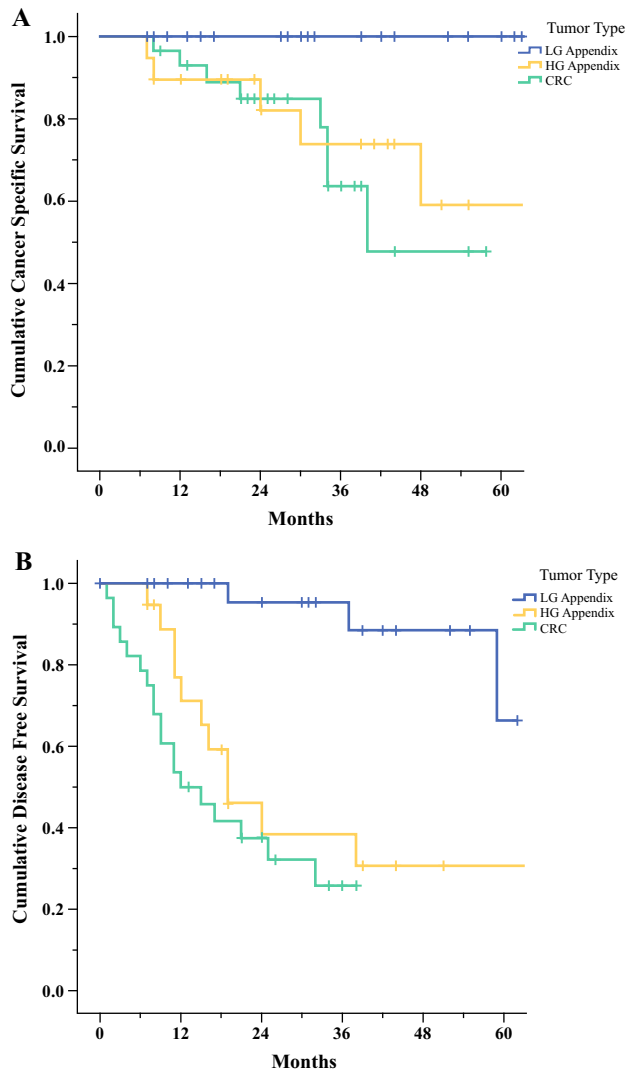 A
Tumor Type
LG Appendix
HG Appendix
CRC
Cumulative Cancer Specific Survival
1.0
0.8
0.6
0.4
0.2
0.0
0 12 24 36 48 60
Months
B
Tumor Type
LG Appendix
HG Appendix
CRC
Cumulative Disease Free Survival
1.0
0.8
0.6
0.4
0.2
0.0
0 12 24 36 48 60
Months